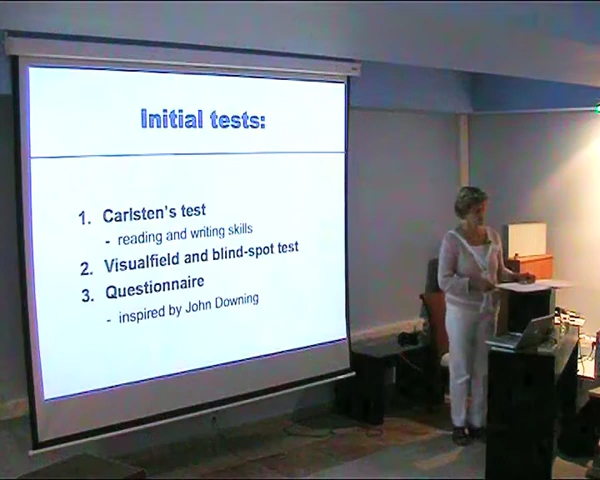 Initial tests:
1. Carlsten's test
- reading and writing skills
2. Visualfield and blind-spot test
3. Questionnaire
- inspired by John Downing